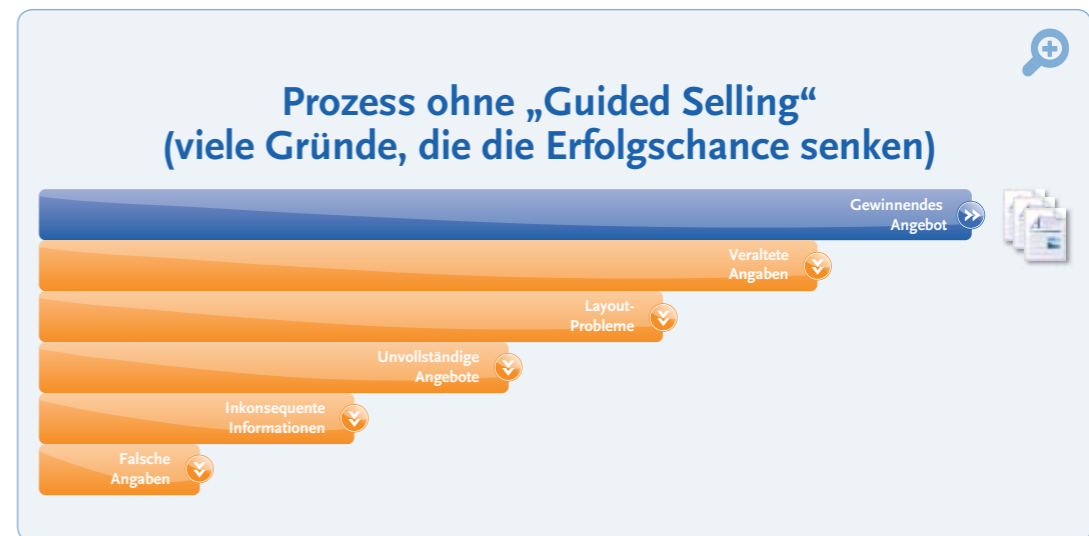 Prozess ohne „Guided Selling“
(viele Gründe, die die Erfolgschance senken)
Gewinnendes
Angebot
Veraltete
Angaben
Layout-
Probleme
Unvollständige
Angebote
Inkonsequente
Informationen
Falsche
Angaben